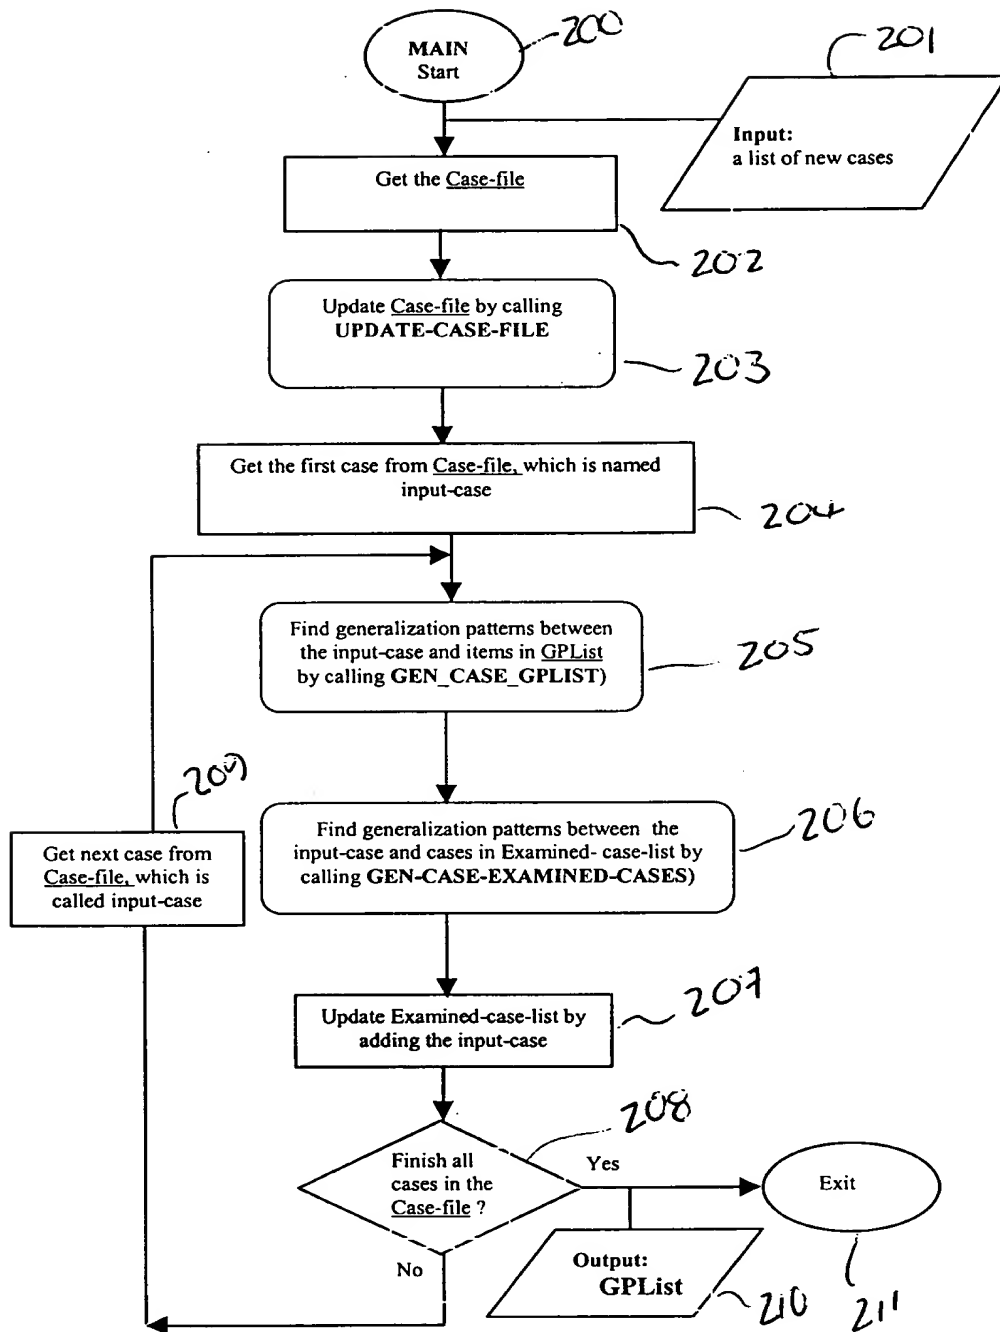 MAIN
Start
200
201
Input:
a list of new cases
Get the Case-file
202
Update Case-file by calling
UPDATE-CASE-FILE
203
Get the first case from Case-file, which is named
input-case
204
Find generalization patterns between
the input-case and items in GPList
by calling GEN_CASE_GPLIST)
205
209
Get next case from
Case-file, which is
called input-case
Find generalization patterns between the
input-case and cases in Examined- case-list by
calling GEN-CASE-EXAMINED-CASES)
206
Update Examined-case-list by
adding the input-case
207
208
Finish all
cases in the
Case-file ?
Yes
Exit
No
Output:
GPList
210
211